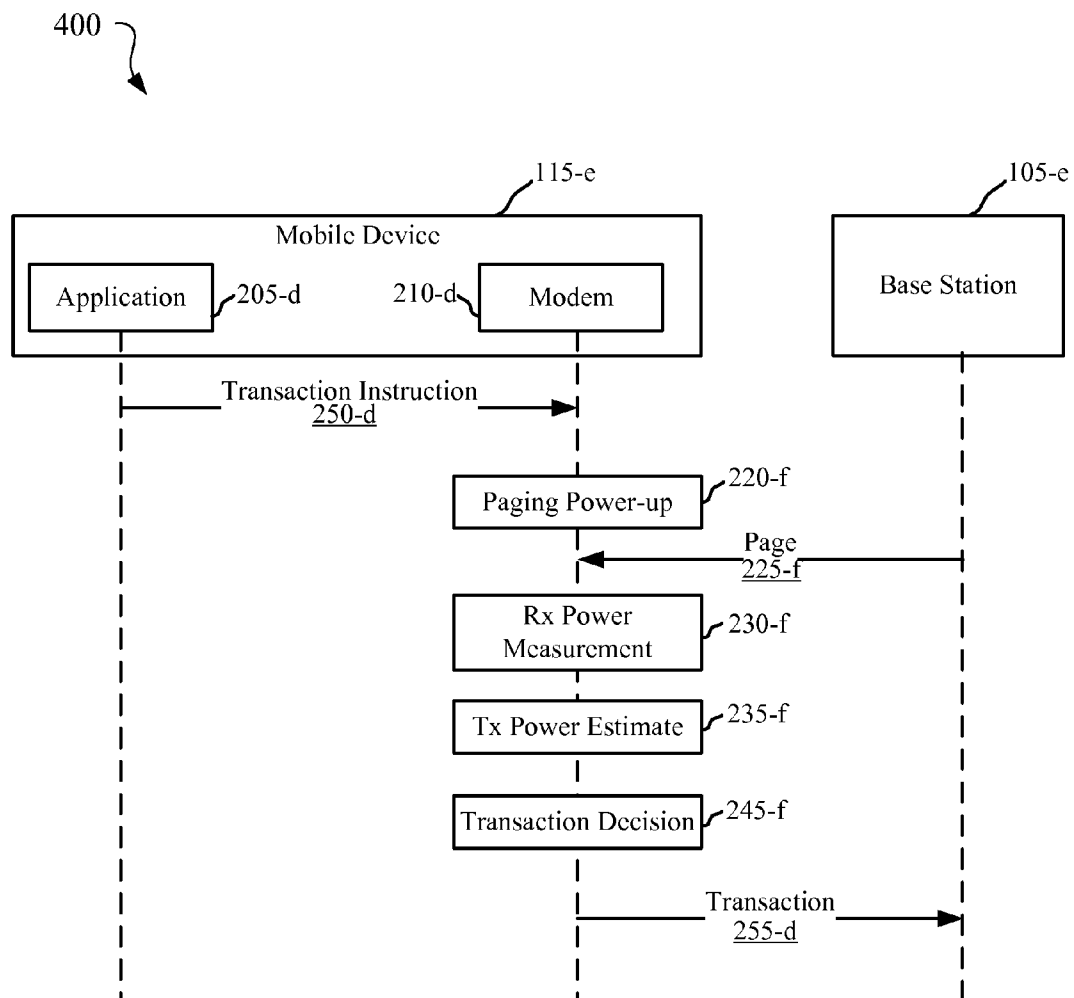 400
115-e
105-e
Mobile Device
Application
205-d
210-d
Modem
Base Station
Transaction Instruction
250-d
Paging Power-up
220-f
Page
225-f
Rx Power
Measurement
230-f
Tx Power Estimate
235-f
Transaction Decision
245-f
Transaction
255-d